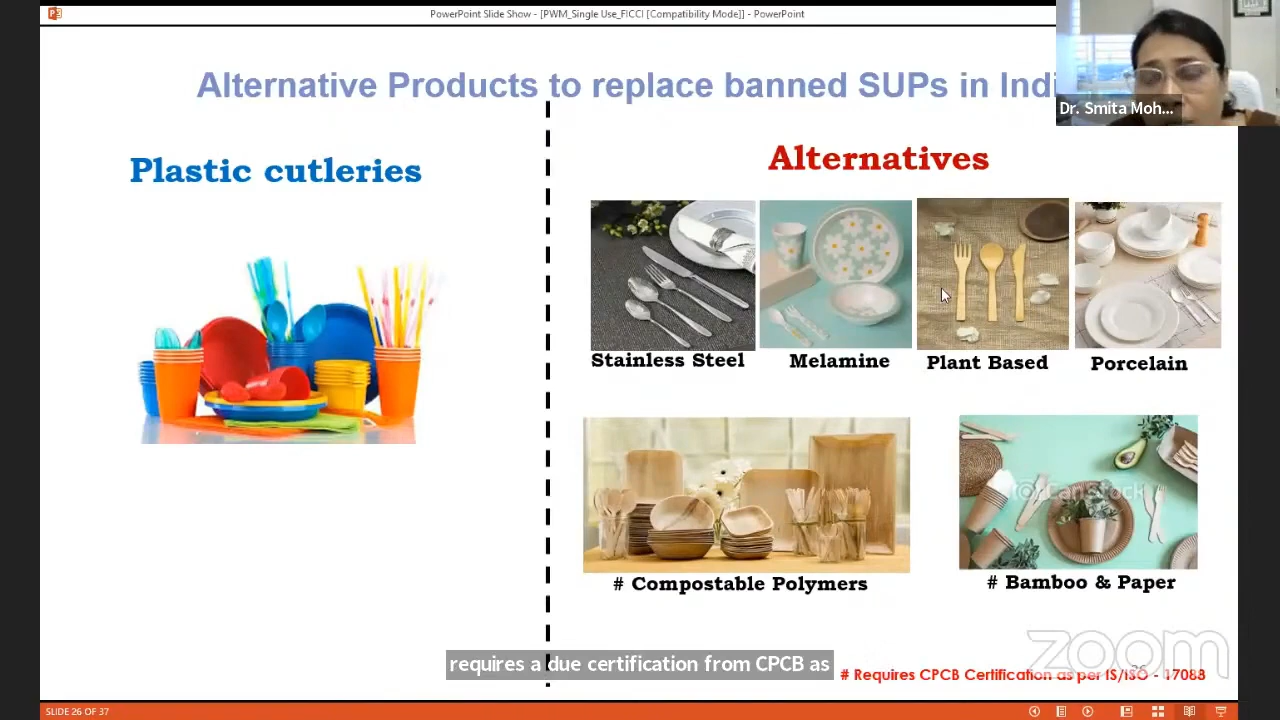 PowerPoint Slide Show - [PWM_Single Use_FICCI [Compatibility Mode]] - PowerPoint
Alternative Products to replace banned SUPs in Indi
Dr. Smita Moh...
Plastic cutleries
Alternatives
Stainless Steel
Melamine
Plant Based
Porcelain
# Compostable Polymers
# Bamboo & Paper
requires a due certification from CPCB as
# Requires CPCB Certification as per IS/ISO - 17088
zoom
SLIDE 26 OF 37